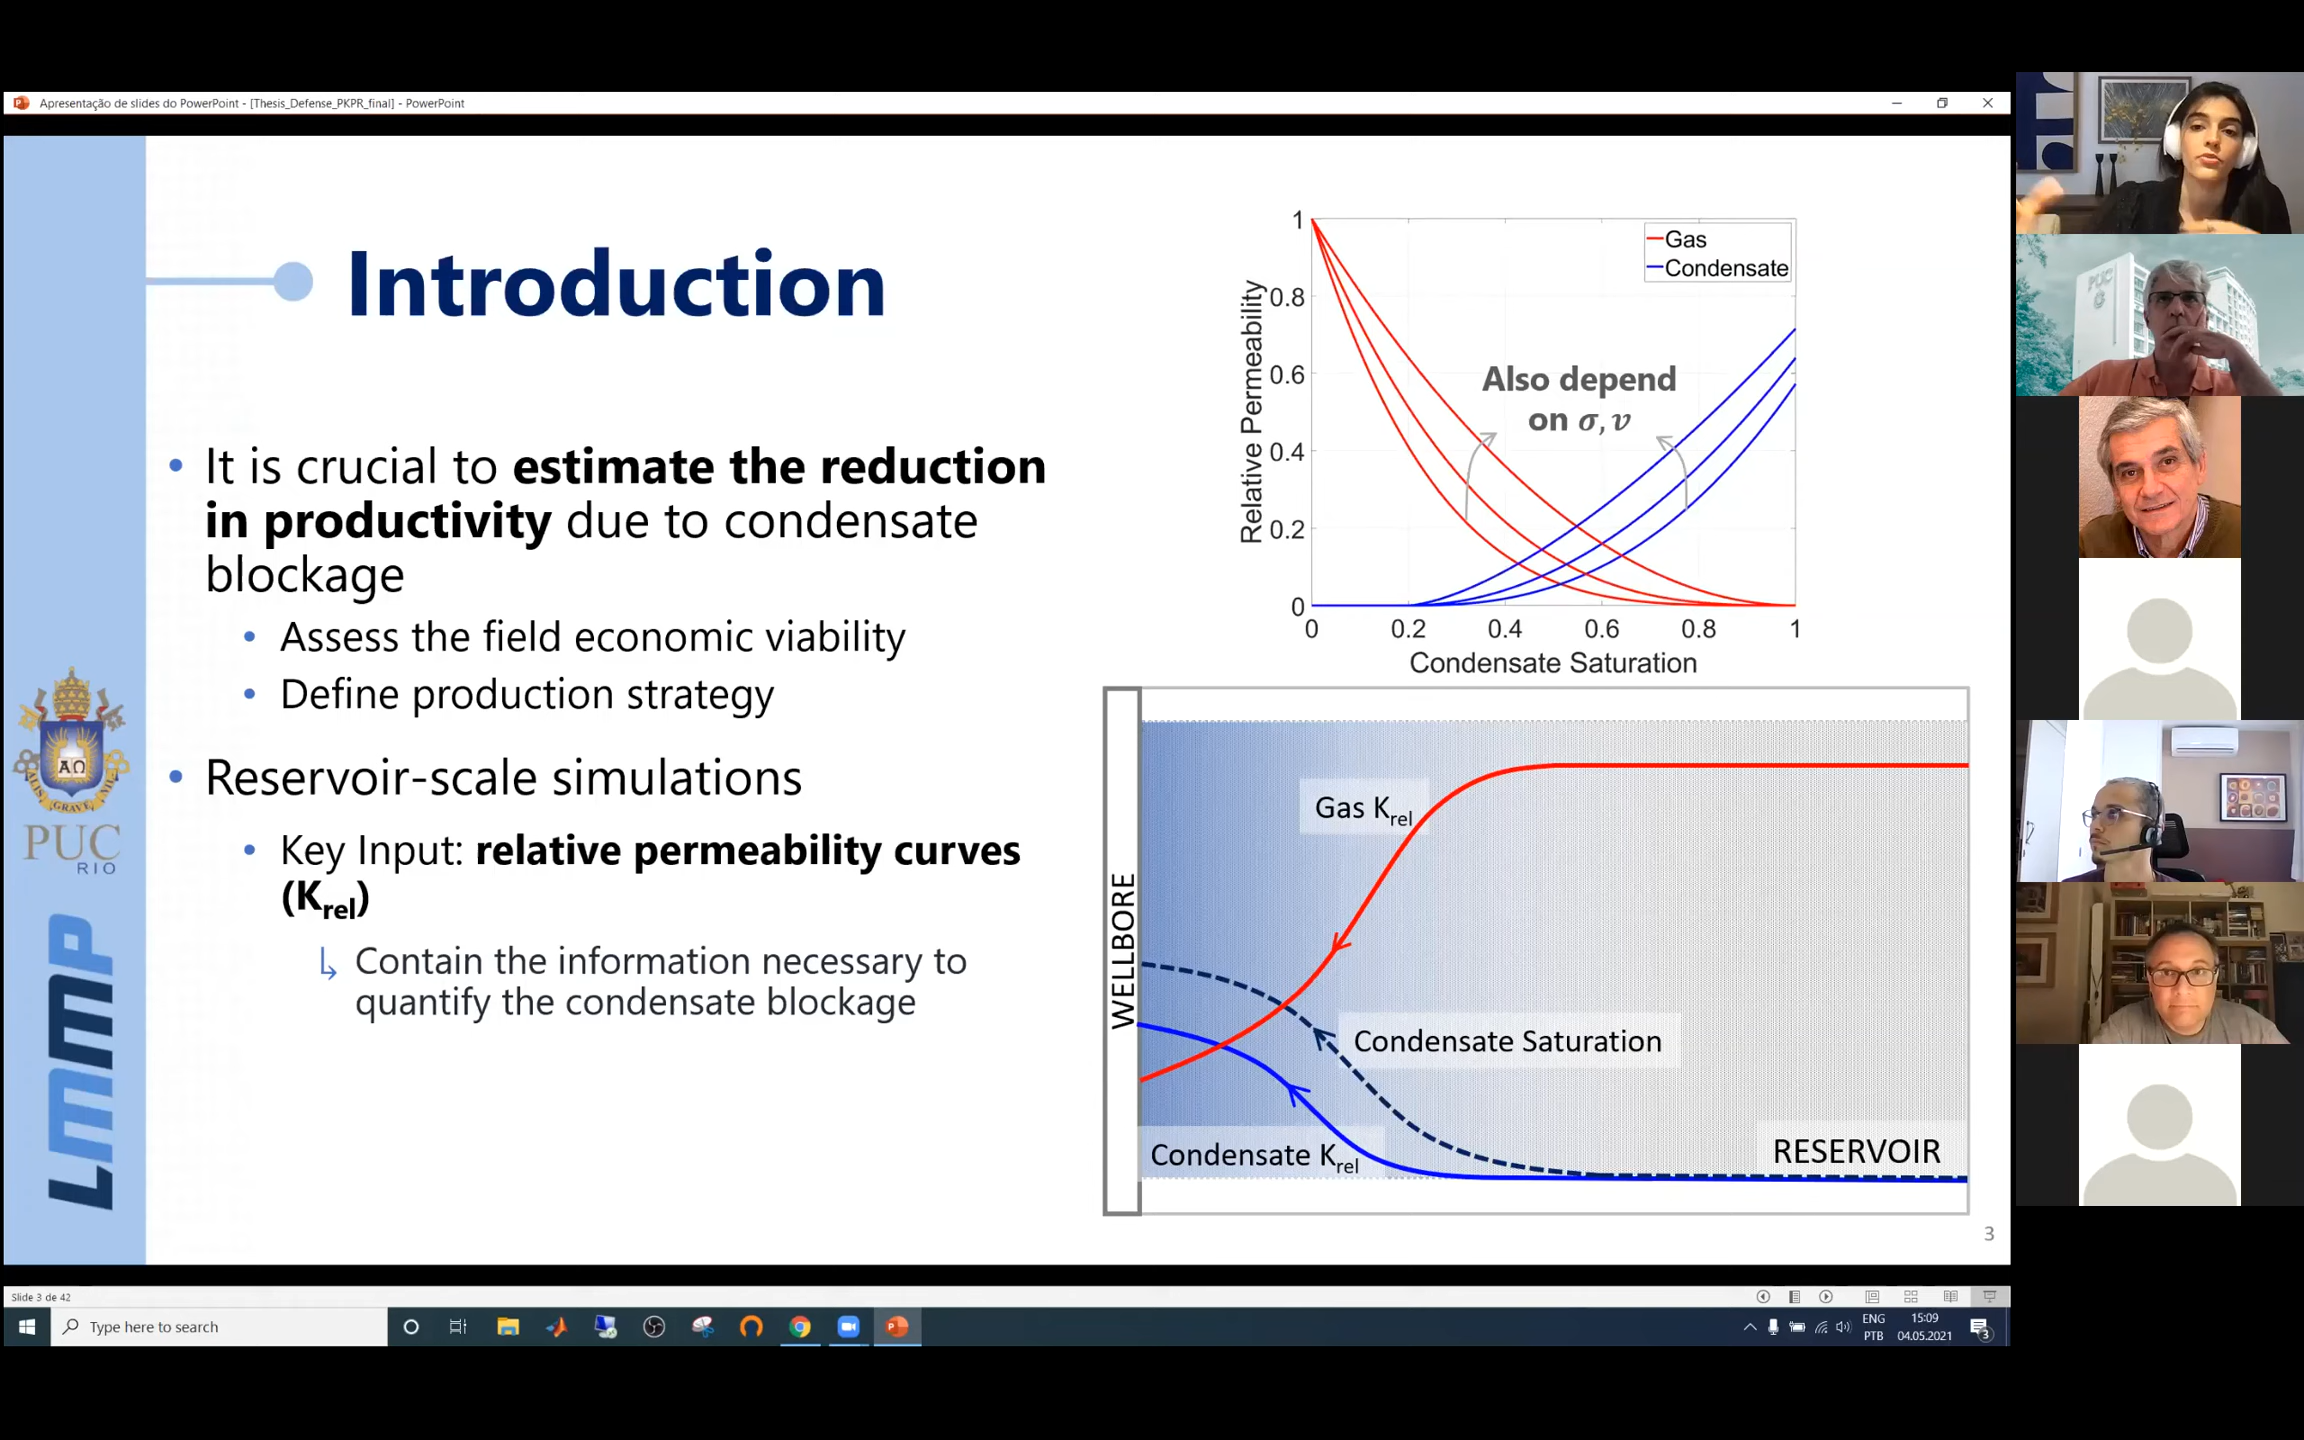 Apresentação de slides do PowerPoint - [Thesis_Defense_PKPR_final] - PowerPoint
Introduction
• It is crucial to estimate the reduction
in productivity due to condensate
blockage
• Assess the field economic viability
• Define production strategy
• Reservoir-scale simulations
• Key Input: relative permeability curves
(Krel)
↳ Contain the information necessary to
quantify the condensate blockage
PUC
RIO
LMMP
ΑΩ
GRAVE
Relative Permeability
1
0.8
0.6
0.4
0.2
0
0 0.2 0.4 0.6 0.8 1
Condensate Saturation
Gas
Condensate
Also depend
on σ, v
WELLBORE
Gas Krel
Condensate Saturation
Condensate Krel
RESERVOIR
3
Slide 3 de 42
Type here to search
ENG
PTB
15:09
04.05.2021
3
PUC